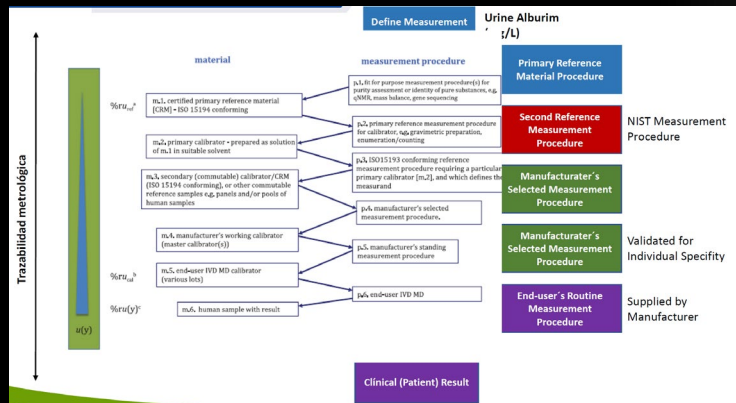 Define Measurement
Urine Alburim
g/L)
Trazabilidad metrológica
material
measurement procedure
%ru_ref^a
m.1. certified primary reference material
[CRM] - ISO 15194 conforming
m.2. primary calibrator - prepared as solution
of m.1 in suitable solvent
m.3. secondary (commutable) calibrator/CRM
(ISO 15194 conforming), or other commutable
reference samples e.g. panels and/or pools of
human samples
m.4. manufacturer's working calibrator
(master calibrator(s))
%ru_cal^b
m.5. end-user IVD MD calibrator
(various lots)
%ru(y)^c
m.6. human sample with result
u(y)
p.1. fit for purpose measurement procedure(s) for
purity assessment or identity of pure substances, e.g.
qNMR, mass balance, gene sequencing
p.2. primary reference measurement procedure
for calibrator, e.g. gravimetric preparation,
enumeration/counting
p.3. ISO15193 conforming reference
measurement procedure requiring a particular
primary calibrator [m.2], and which defines the
measurand
p.4. manufacturer's selected
measurement procedure.
p.5. manufacturer's standing
measurement procedure
p.6. end-user IVD MD
Primary Reference
Material Procedure
Second Reference
Measurement
Procedure
NIST Measurement
Procedure
Manufacturater´s
Selected Measurement
Procedure
Manufacturater´s
Selected Measurement
Procedure
Validated for
Individual Specifity
End-user´s Routine
Measurement
Procedure
Supplied by
Manufacturer
Clínical (Patient) Result